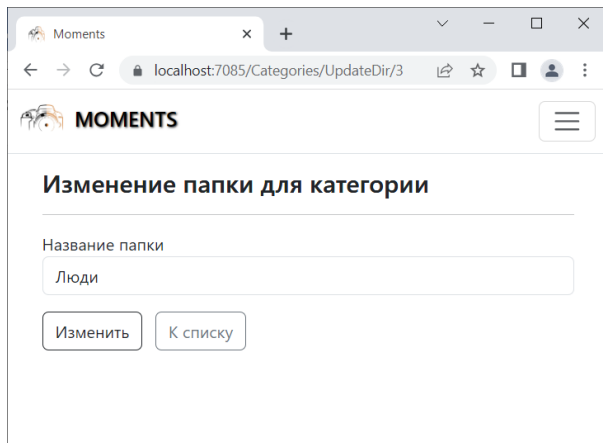 Moments
localhost:7085/Categories/UpdateDir/3
MOMENTS
Изменение папки для категории
Название папки
Люди
Изменить К списку